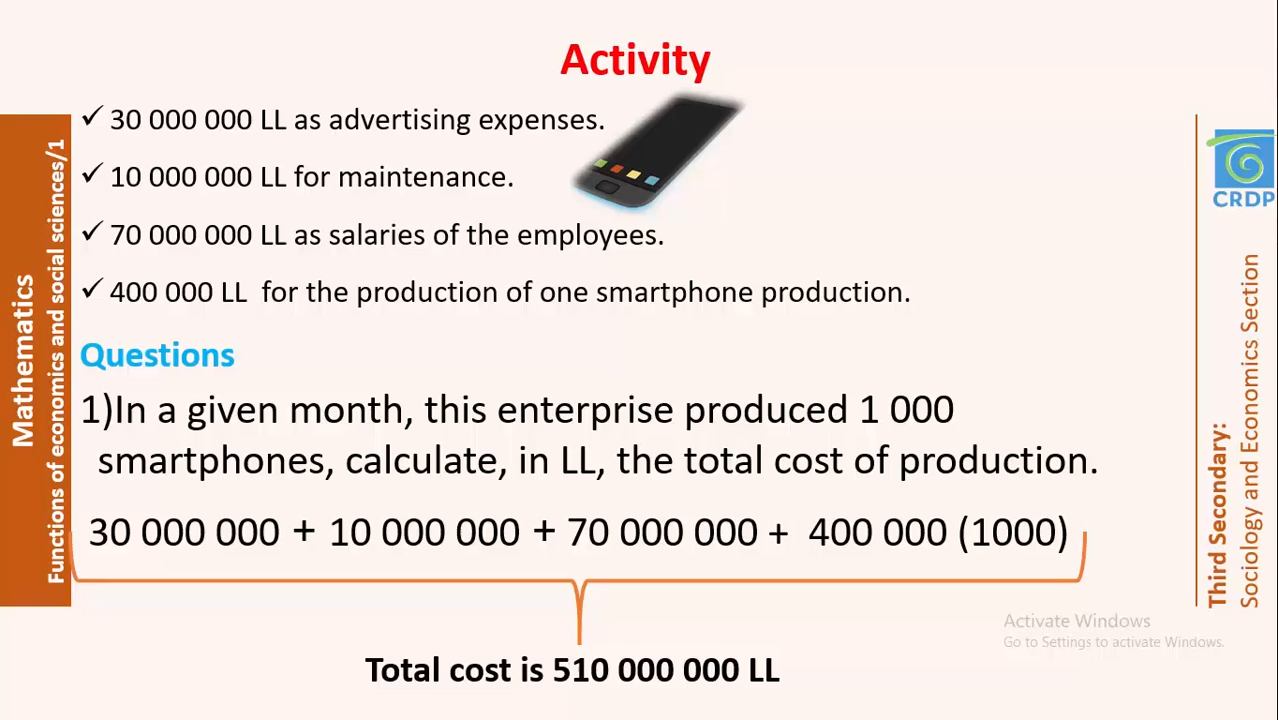 Activity
✓ 30 000 000 LL as advertising expenses.
✓ 10 000 000 LL for maintenance.
✓ 70 000 000 LL as salaries of the employees.
✓ 400 000 LL for the production of one smartphone production.
Questions
1)In a given month, this enterprise produced 1 000
smartphones, calculate, in LL, the total cost of production.
30 000 000 + 10 000 000 + 70 000 000 + 400 000 (1000)
Total cost is 510 000 000 LL
Mathematics
Functions of economics and social sciences/1
CRDP
Third Secondary:
Sociology and Economics Section
Activate Windows
Go to Settings to activate Windows.